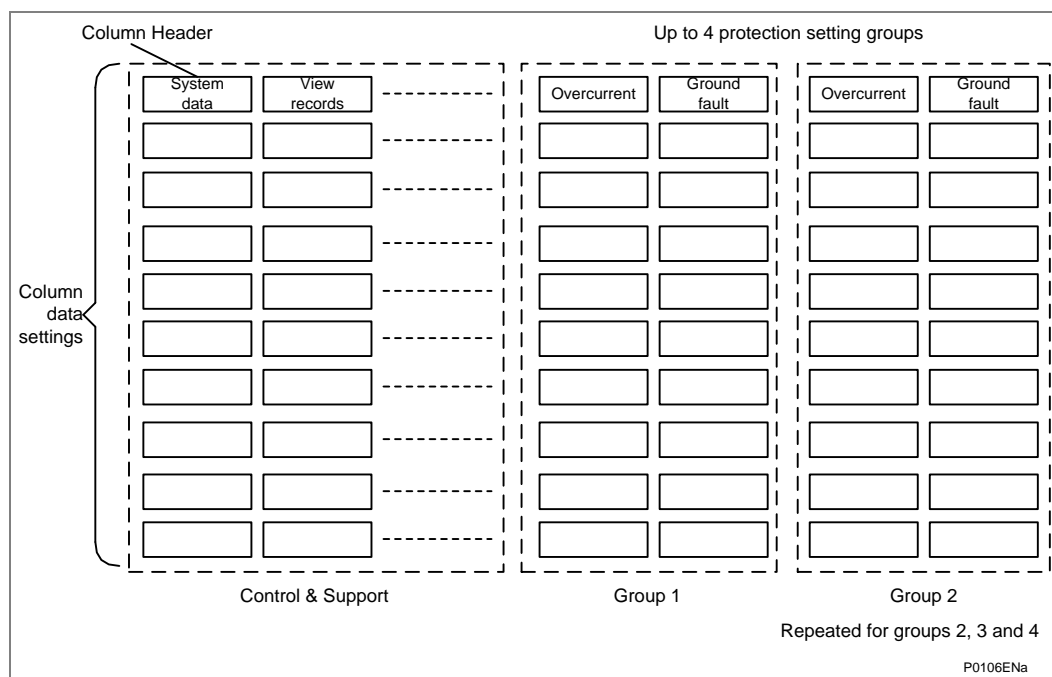 Column Header
Up to 4 protection setting groups
System
data
View
records
Overcurrent
Ground
fault
Overcurrent
Ground
fault
Column
data
settings
Control & Support
Group 1
Group 2
Repeated for groups 2, 3 and 4
P0106ENa